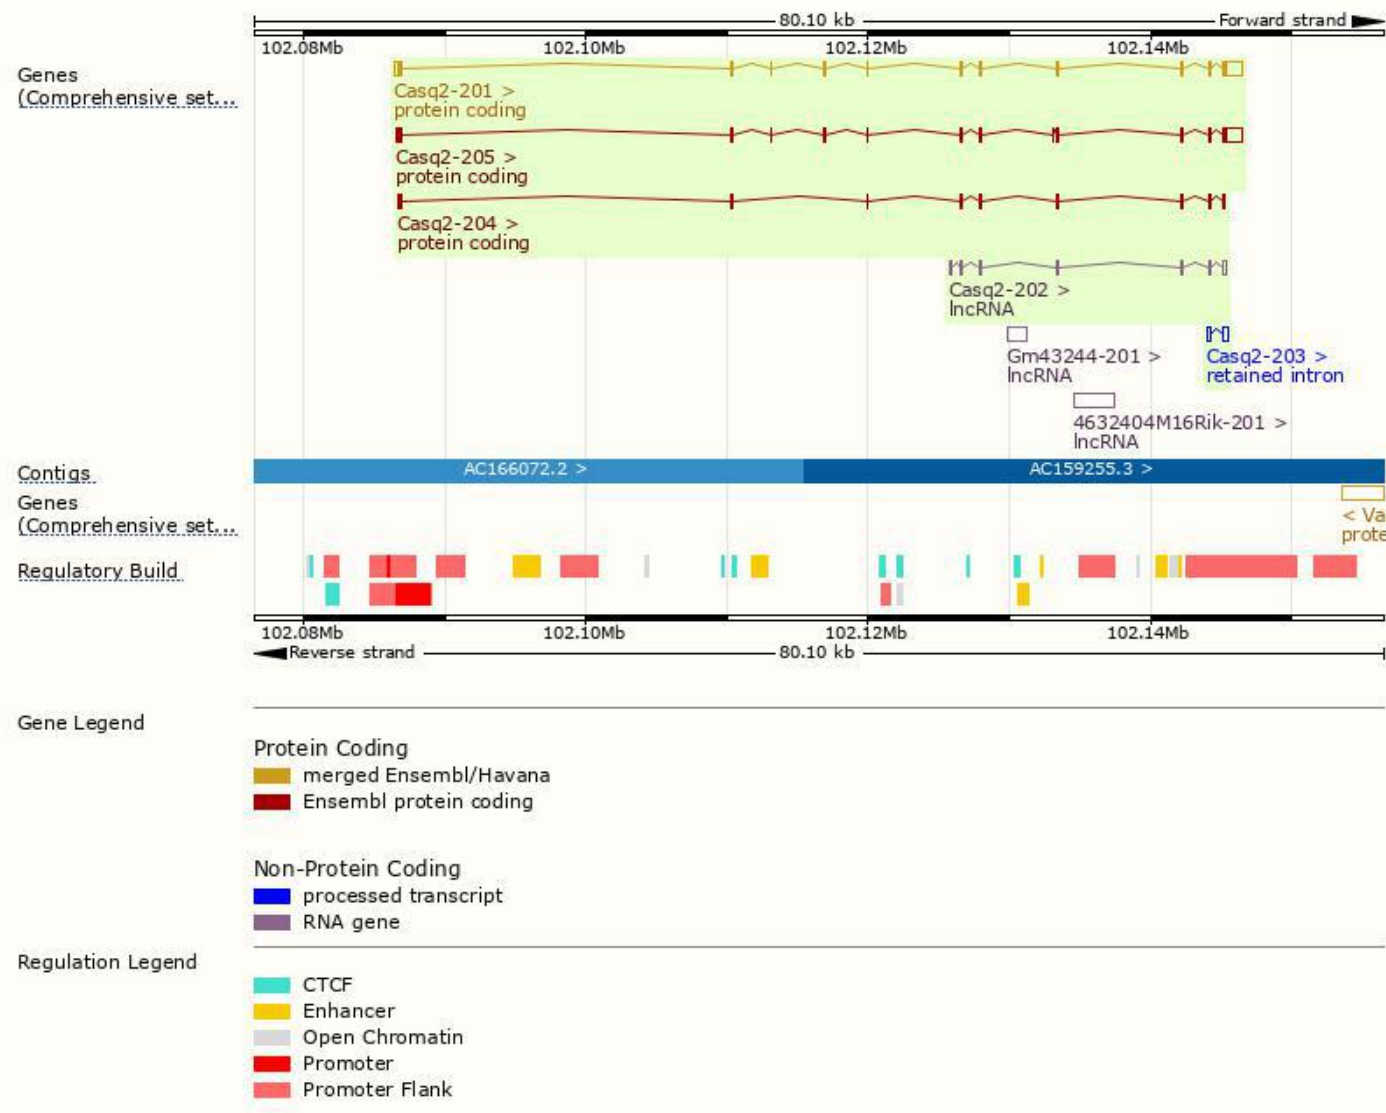 80.10 kb Forward strand
102.08Mb 102.10Mb 102.12Mb 102.14Mb
Genes
(Comprehensive set...
Casq2-201 >
protein coding
Casq2-205 >
protein coding
Casq2-204 >
protein coding
Casq2-202 >
lncRNA
Gm43244-201 > Casq2-203 >
lncRNA retained intron
4632404M16Rik-201 >
lncRNA
Contigs AC166072.2 > AC159255.3 >
Genes
(Comprehensive set...
< Va
prote
Regulatory Build
102.08Mb 102.10Mb 102.12Mb 102.14Mb
Reverse strand 80.10 kb
Gene Legend
Protein Coding
merged Ensembl/Havana
Ensembl protein coding
Non-Protein Coding
processed transcript
RNA gene
Regulation Legend
CTCF
Enhancer
Open Chromatin
Promoter
Promoter Flank